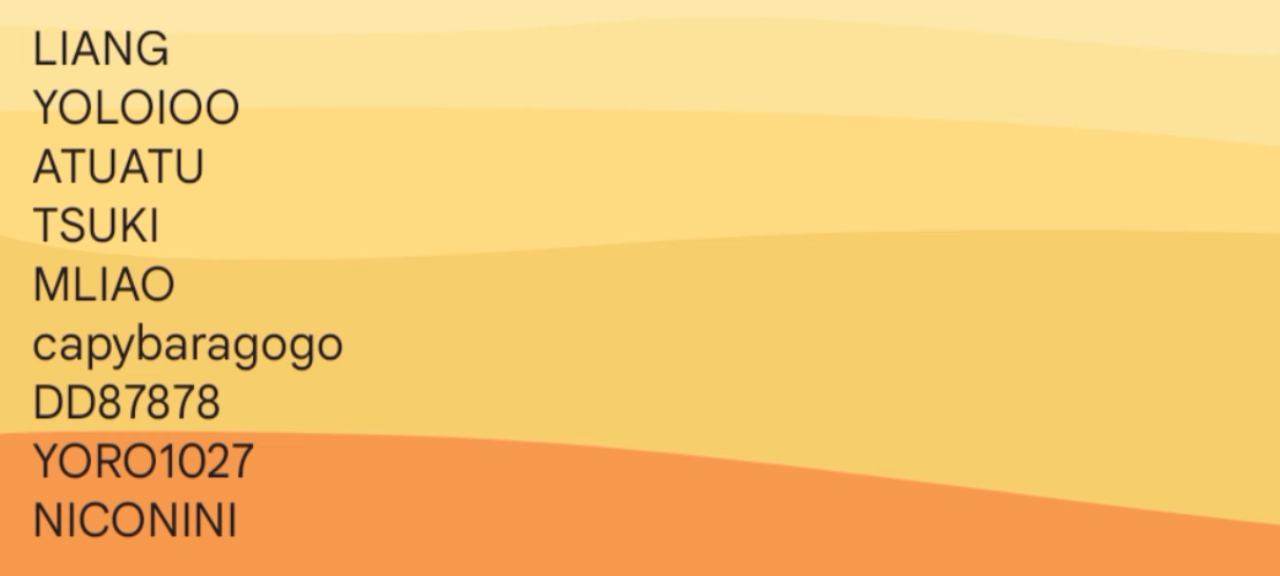 LIANG
YOLOIOO
ATUATU
TSUKI
MLIAO
capybaragogo
DD87878
YORO1027
NICONINI